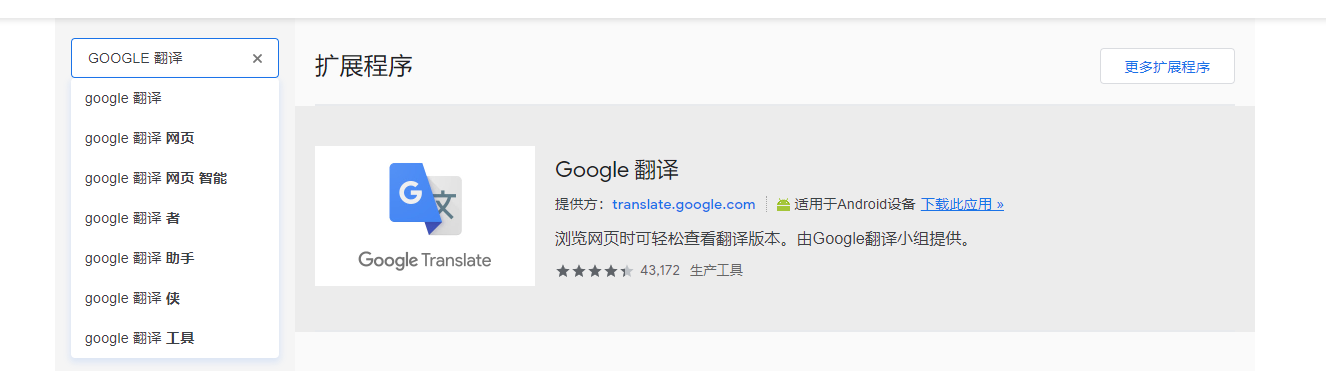 GOOGLE 翻译
google 翻译
google 翻译 网页
google 翻译 网页 智能
google 翻译 者
google 翻译 助手
google 翻译 侠
google 翻译 工具
扩展程序
更多扩展程序
G 文
Google Translate
Google 翻译
提供方：translate.google.com 适用于Android设备 下载此应用 »
浏览网页时可轻松查看翻译版本。由Google翻译小组提供。
43,172 生产工具